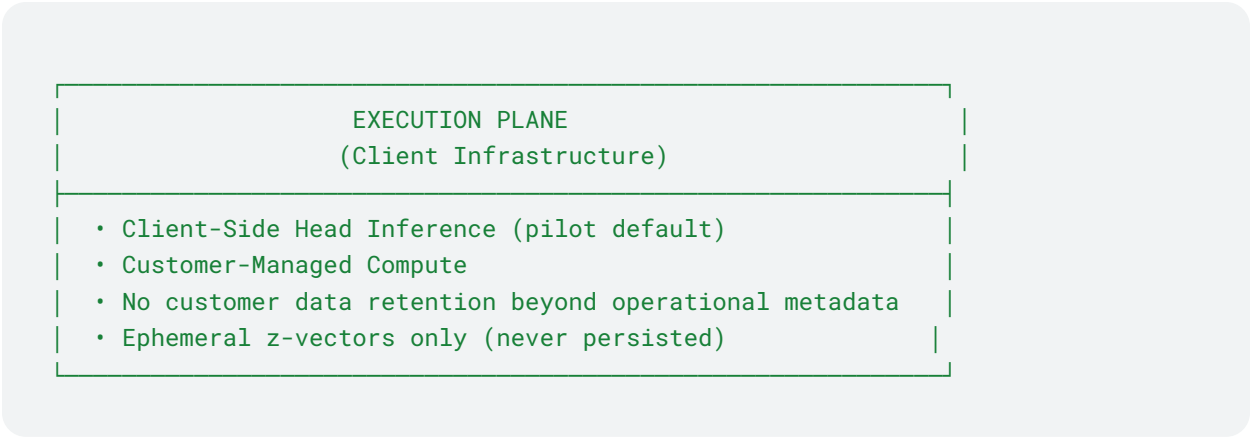 EXECUTION PLANE
(Client Infrastructure)
• Client-Side Head Inference (pilot default)
• Customer-Managed Compute
• No customer data retention beyond operational metadata
• Ephemeral z-vectors only (never persisted)